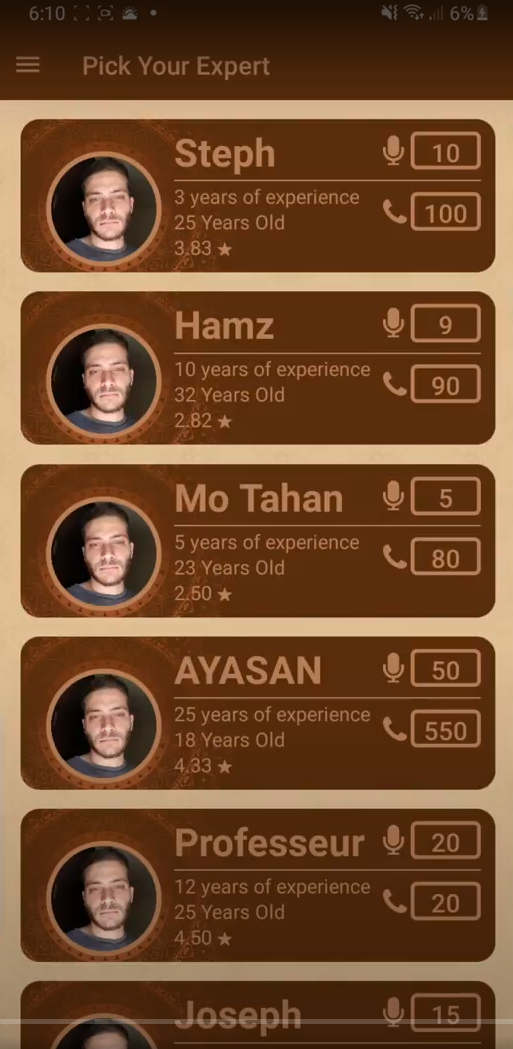 6:10
6%
Pick Your Expert
Steph
10
3 years of experience
25 Years Old
100
3.83 ★
Hamz
9
10 years of experience
32 Years Old
90
2.82 ★
Mo Tahan
5
5 years of experience
23 Years Old
80
2.50 ★
AYASAN
50
25 years of experience
18 Years Old
550
4.33 ★
Professeur
20
12 years of experience
25 Years Old
20
4.50 ★
Joseph
15